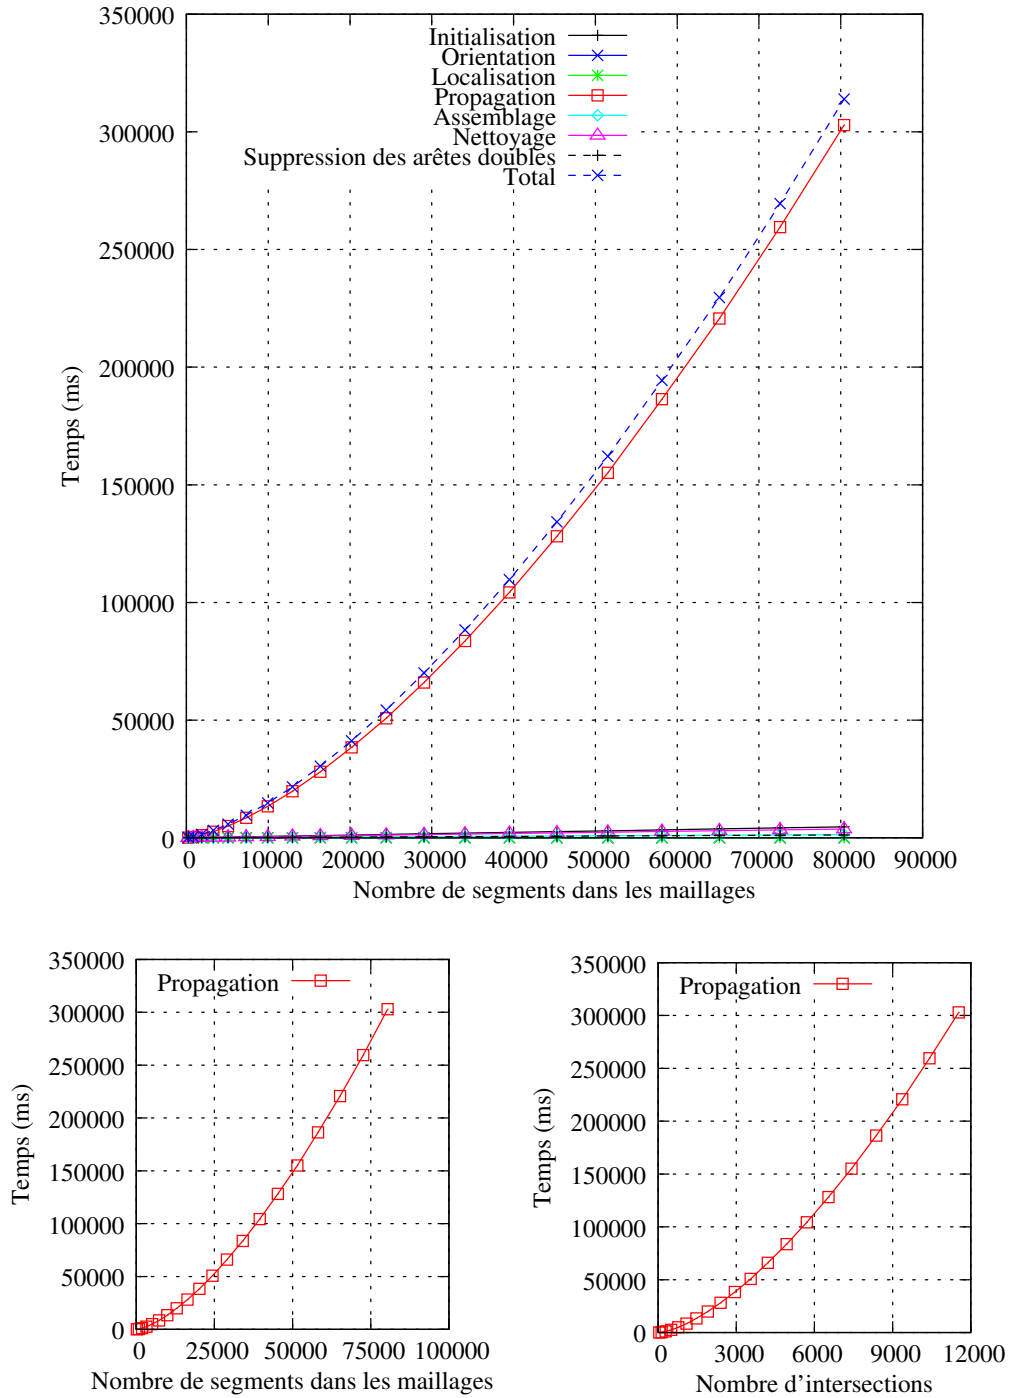 350000
300000
250000
200000
150000
100000
50000
0
Temps (ms)
Initialisation
Orientation
Localisation
Propagation
Assemblage
Nettoyage
Suppression des arêtes doubles
Total
0 10000 20000 30000 40000 50000 60000 70000 80000 90000
Nombre de segments dans les maillages
350000
300000
250000
200000
150000
100000
50000
0
Temps (ms)
Propagation
0 25000 50000 75000 100000
Nombre de segments dans les maillages
350000
300000
250000
200000
150000
100000
50000
0
Temps (ms)
Propagation
0 3000 6000 9000 12000
Nombre d'intersections